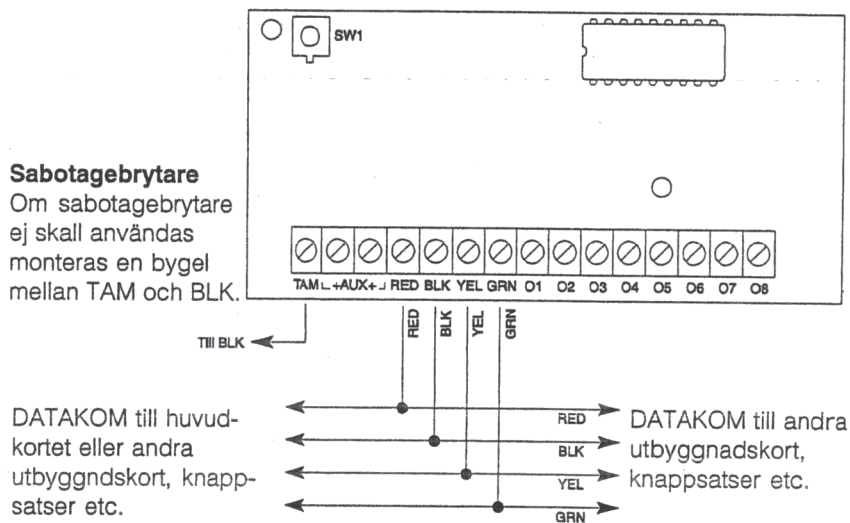 SW1
Sabotagebrytare
Om sabotagebrytare
ej skall användas
monteras en bygel
mellan TAM och BLK.
TAM +AUX+ RED BLK YEL GRN O1 O2 O3 O4 O5 O6 O7 O8
RED
BLK
YEL
GRN
Till BLK
DATAKOM till huvud-
kortet eller andra
utbyggndskort, knapp-
satser etc.
RED
BLK
YEL
GRN
DATAKOM till andra
utbyggnadskort,
knappsatser etc.